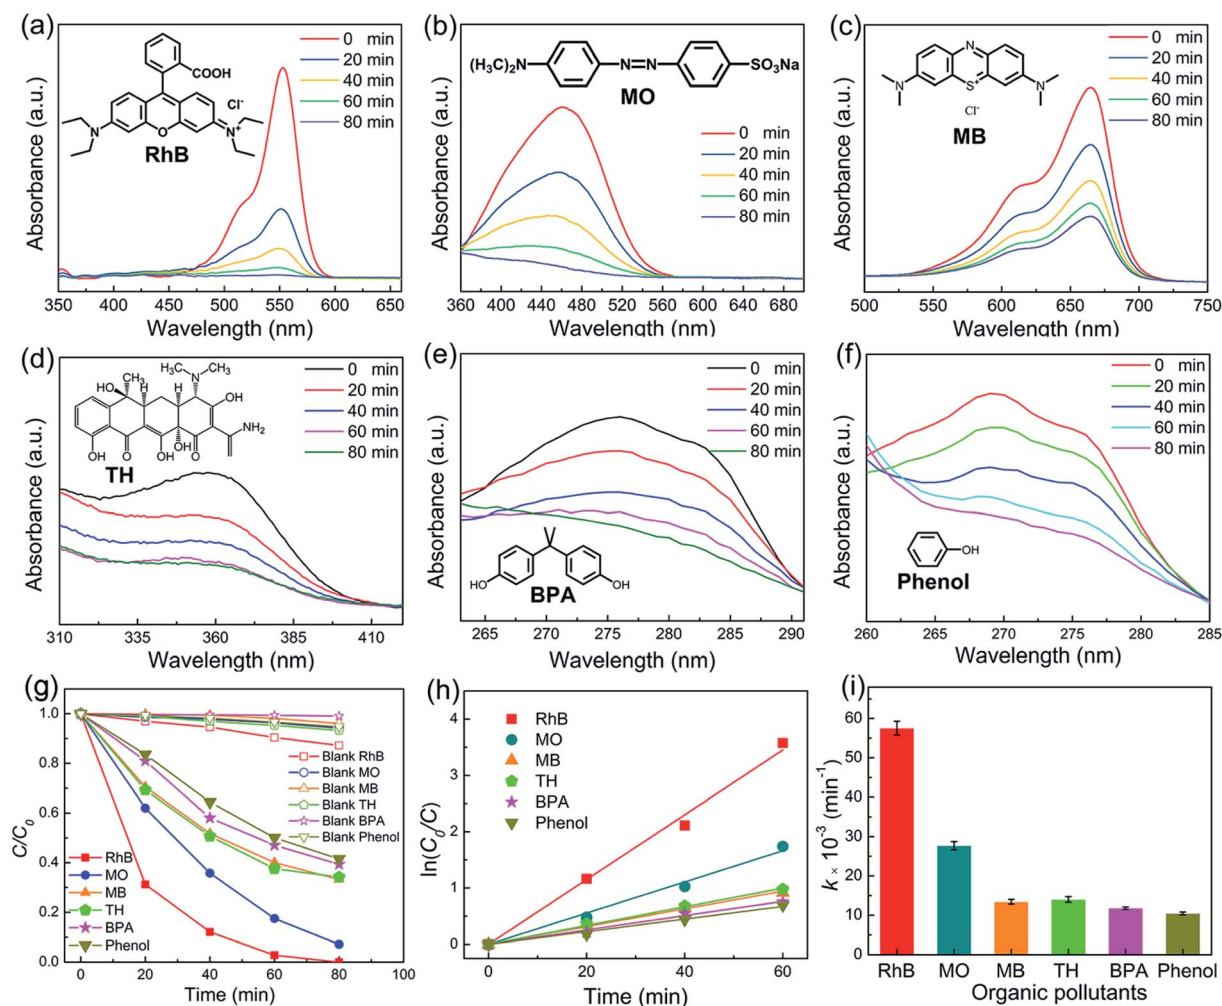 (a)
0 min
20 min
40 min
60 min
80 min
COOH
Cl-
N
O
N+
RhB
Absorbance (a.u.)
350 400 450 500 550 600 650
Wavelength (nm)
(b)
(H3C)2N
N=N
SO3Na
MO
0 min
20 min
40 min
60 min
80 min
Absorbance (a.u.)
360 400 440 480 520 560 600 640 680
Wavelength (nm)
(c)
N
N
S+
N
Cl-
MB
0 min
20 min
40 min
60 min
80 min
Absorbance (a.u.)
500 550 600 650 700 750
Wavelength (nm)
(d)
HO
CH3
H
H
N
OH
NH2
OH
O
OH
OH
O
TH
0 min
20 min
40 min
60 min
80 min
Absorbance (a.u.)
310 335 360 385 410
Wavelength (nm)
(e)
0 min
20 min
40 min
60 min
80 min
HO
OH
BPA
Absorbance (a.u.)
265 270 275 280 285 290
Wavelength (nm)
(f)
0 min
20 min
40 min
60 min
80 min
OH
Phenol
Absorbance (a.u.)
260 265 270 275 280 285
Wavelength (nm)
(g)
1.0
0.8
0.6
0.4
0.2
0.0
C/C0
Blank RhB
Blank MO
Blank MB
Blank TH
Blank BPA
Blank Phenol
RhB
MO
MB
TH
BPA
Phenol
0 20 40 60 80 100
Time (min)
(h)
4
3
2
1
0
ln(C0/C)
RhB
MO
MB
TH
BPA
Phenol
0 20 40 60
Time (min)
(i)
60
50
40
30
20
10
0
k × 10-3 (min-1)
RhB MO MB TH BPA Phenol
Organic pollutants